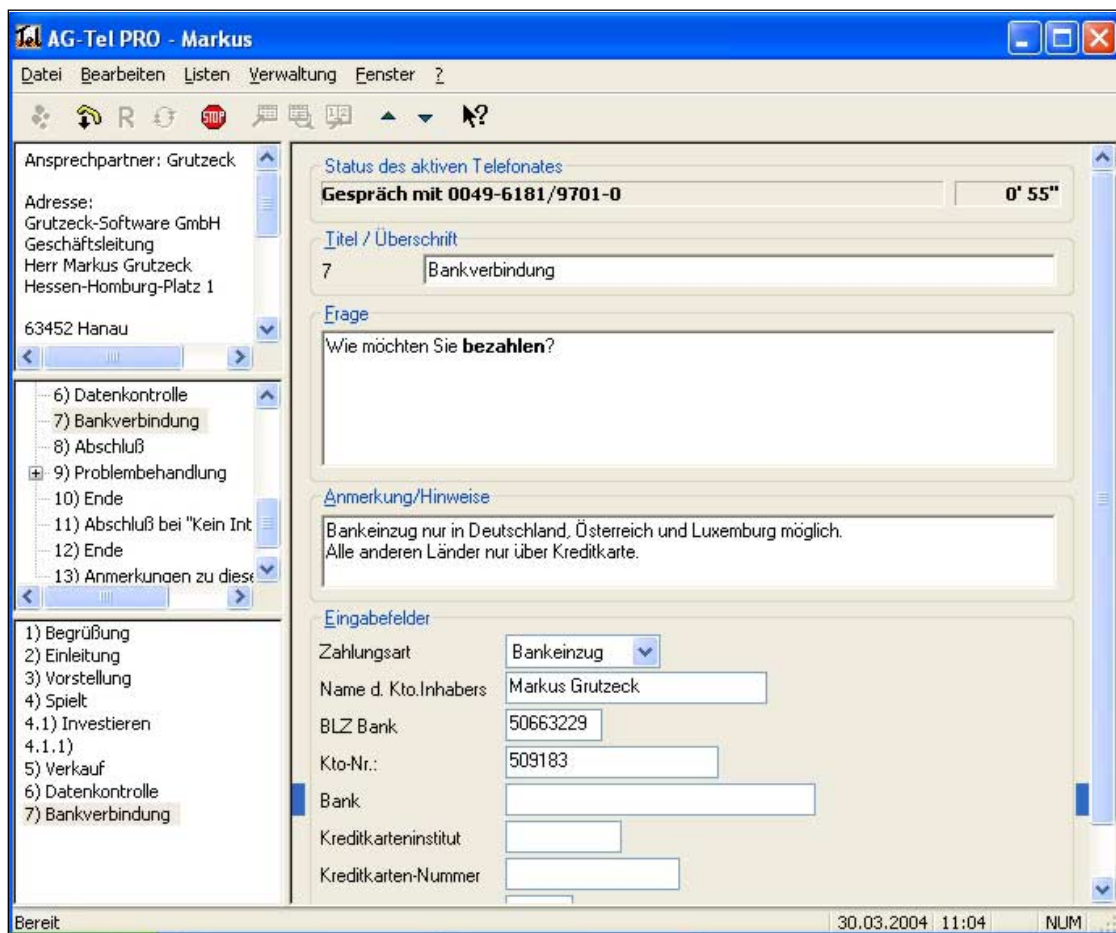 Tel AG-Tel PRO - Markus
Datei Bearbeiten Listen Verwaltung Fenster ?
R STOP ?
Ansprechpartner: Grutzeck
Adresse:
Grutzeck-Software GmbH
Geschäftsleitung
Herr Markus Grutzeck
Hessen-Homburg-Platz 1
63452 Hanau
6) Datenkontrolle
7) Bankverbindung
8) Abschluß
9) Problembehandlung
10) Ende
11) Abschluß bei "Kein Int
12) Ende
13) Anmerkungen zu diese
1) Begrüßung
2) Einleitung
3) Vorstellung
4) Spielt
4.1) Investieren
4.1.1)
5) Verkauf
6) Datenkontrolle
7) Bankverbindung
Status des aktiven Telefonates
Gespräch mit 0049-6181/9701-0 0' 55"
Titel / Überschrift
7 Bankverbindung
Frage
Wie möchten Sie bezahlen?
Anmerkung/Hinweise
Bankeinzug nur in Deutschland, Österreich und Luxemburg möglich.
Alle anderen Länder nur über Kreditkarte.
Eingabefelder
Zahlungsart Bankeinzug
Name d. Kto.Inhabers Markus Grutzeck
BLZ Bank 50663229
Kto-Nr.: 509183
Bank
Kreditkarteninstitut
Kreditkarten-Nummer
Bereit 30.03.2004 11:04 NUM